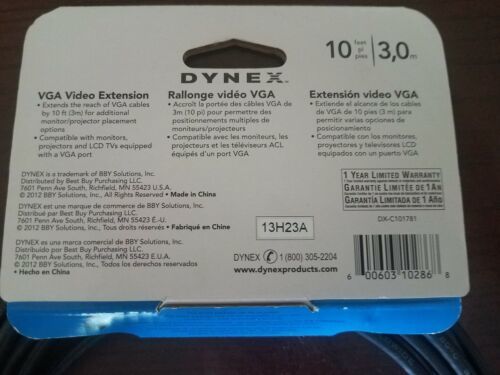 DYNEX
10 feet pi pies 3,0m
VGA Video Extension
• Extends the reach of VGA cables
by 10 ft (3m) for additional
monitor/projector placement
options
• Compatible with monitors,
projectors and LCD TVs equipped
with a VGA port
Rallonge vidéo VGA
• Accroît la portée des câbles VGA de
3m (10 pi) pour permettre des
positionnements multiples de
moniteurs/projecteurs
• Compatible avec les moniteurs, les
projecteurs et les téléviseurs ACL
équipés d'un port VGA
Extensión video VGA
• Extiende el alcance de los cables
de VGA de 10 pies (3 m) para
permitir varias opciones de
posicionamiento
• Compatible con los monitores,
proyectores y televisores LCD
equipados con un puerto VGA
DYNEX is a trademark of BBY Solutions, Inc.
Distributed by Best Buy Purchasing LLC.
7601 Penn Ave South, Richfield, MN 55423 U.S.A.
© 2012 BBY Solutions, Inc. • Made in China
DYNEX est une marque de commerce de BBY Solutions, Inc.
Distribué par Best Buy Purchasing LLC.
7601 Penn Ave South, Richfield, MN 55423 É.-U.
© 2012 BBY Solutions, Inc., Tous droits réservés • Fabriqué en China
DYNEX es una marca comercial de BBY Solutions, Inc.
Distribuido por Best Buy Purchasing LLC.
7601 Penn Ave South, Richfield, MN 55423 E.U.A.
© 2012 BBY Solutions, Inc., Todos los derechos reservados
• Hecho en China
13H23A
DYNEX 1 (800) 305-2204
www.dynexproducts.com
1 YEAR LIMITED WARRANTY
GARANTIE LIMITÉE DE 1 AN
GARANTÍA LIMITADA DE 1 AÑO
DX-C101781
6 00603 10286 8